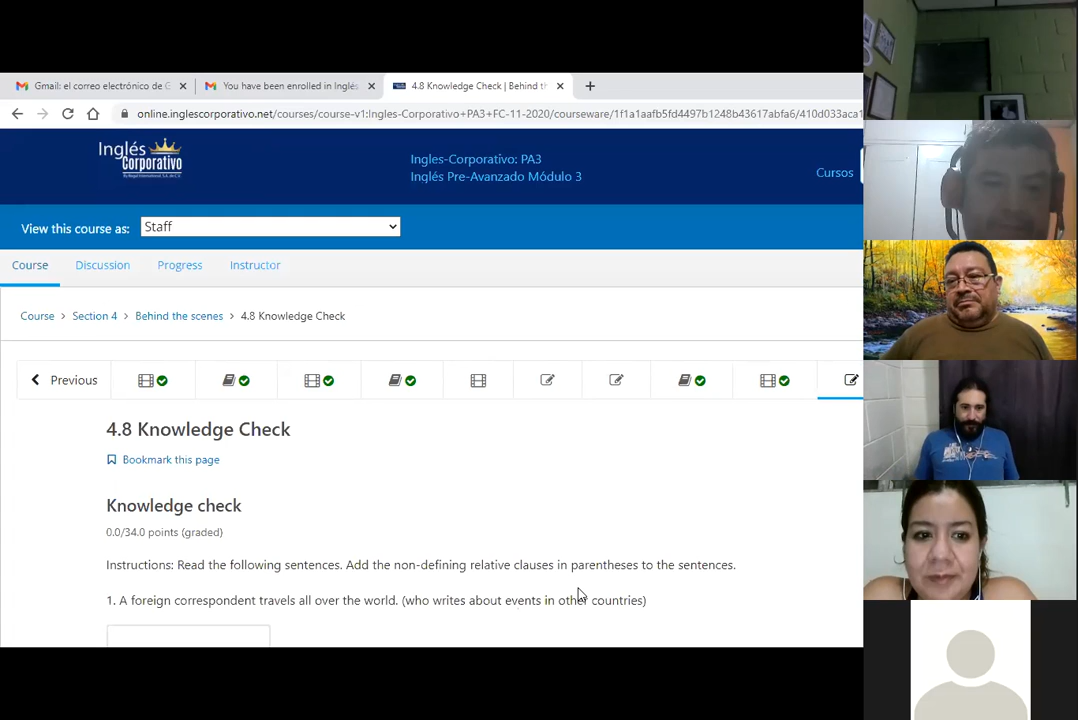 Gmail: el correo electrónico de G
You have been enrolled in Inglés
4.8 Knowledge Check | Behind th
online.inglescorporativo.net/courses/course-v1:Ingles-Corporativo+PA3+FC-11-2020/courseware/1f1a1aafb5fd4497b1248b43617abfa6/410d033aca1
Inglés
Corporativo
Ingles-Corporativo: PA3
Inglés Pre-Avanzado Módulo 3
Cursos
View this course as:
Staff
Course
Discussion
Progress
Instructor
Course > Section 4 > Behind the scenes > 4.8 Knowledge Check
Previous
4.8 Knowledge Check
Bookmark this page
Knowledge check
0.0/34.0 points (graded)
Instructions: Read the following sentences. Add the non-defining relative clauses in parentheses to the sentences.
1. A foreign correspondent travels all over the world. (who writes about events in other countries)